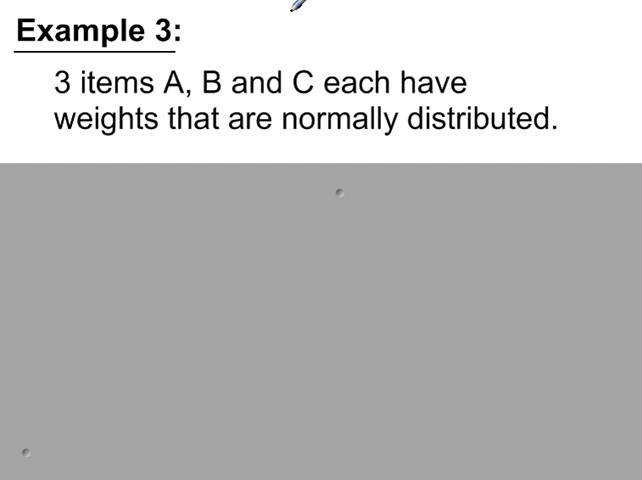 Example 3:
3 items A, B and C each have
weights that are normally distributed.